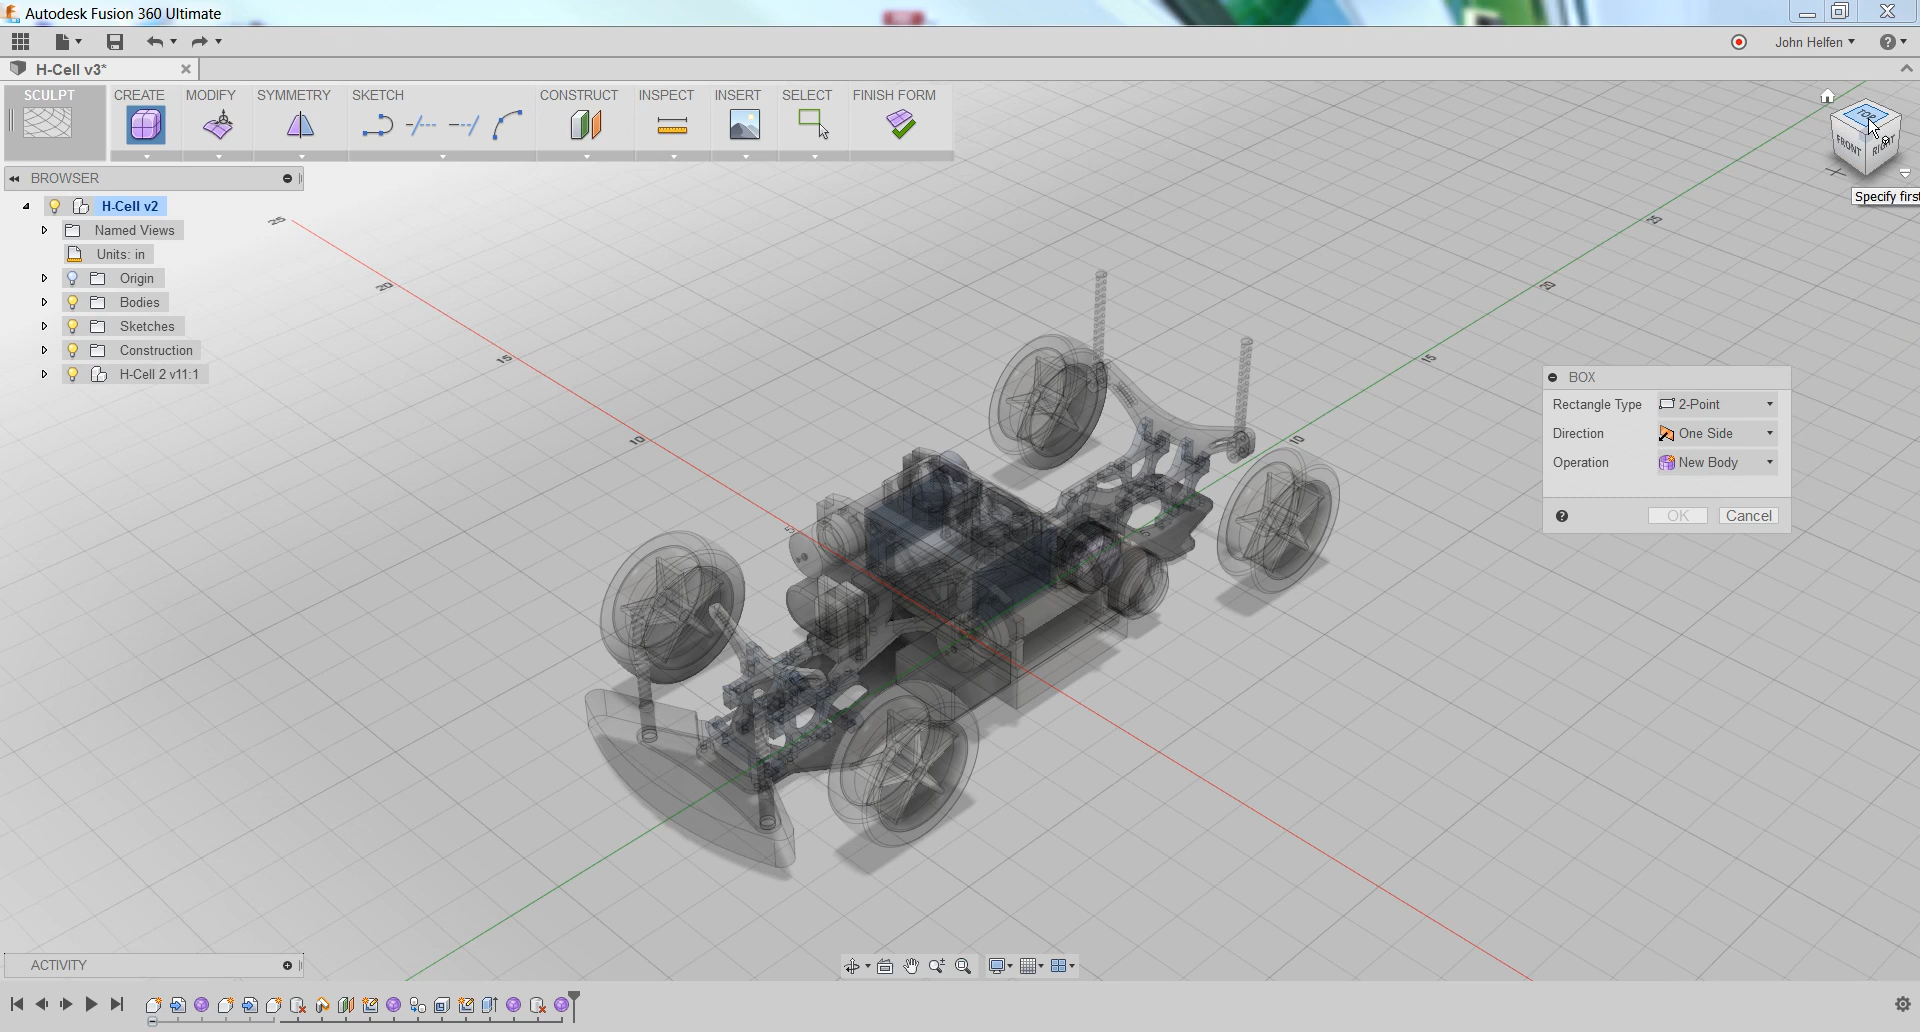 Autodesk Fusion 360 Ultimate
John Helfen
H-Cell v3*
SCULPT
CREATE
MODIFY
SYMMETRY
SKETCH
CONSTRUCT
INSPECT
INSERT
SELECT
FINISH FORM
TOP
FRONT
RIGHT
Specify first
BROWSER
H-Cell v2
Named Views
Units: in
Origin
Bodies
Sketches
Construction
H-Cell 2 v11:1
25
20
15
10
5
25
20
15
10
5
BOX
Rectangle Type 2-Point
Direction One Side
Operation New Body
OK Cancel
ACTIVITY